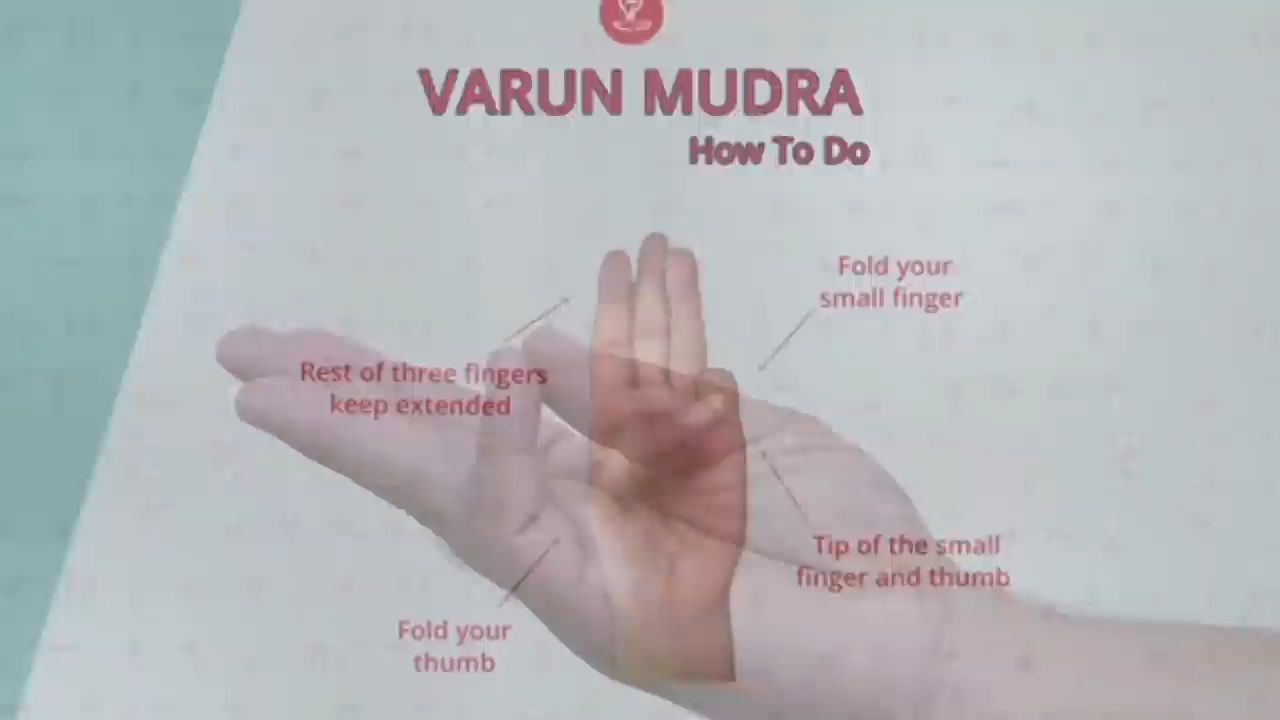 VARUN MUDRA
How To Do
Fold your
small finger
Rest of three fingers
keep extended
Tip of the small
finger and thumb
Fold your
thumb